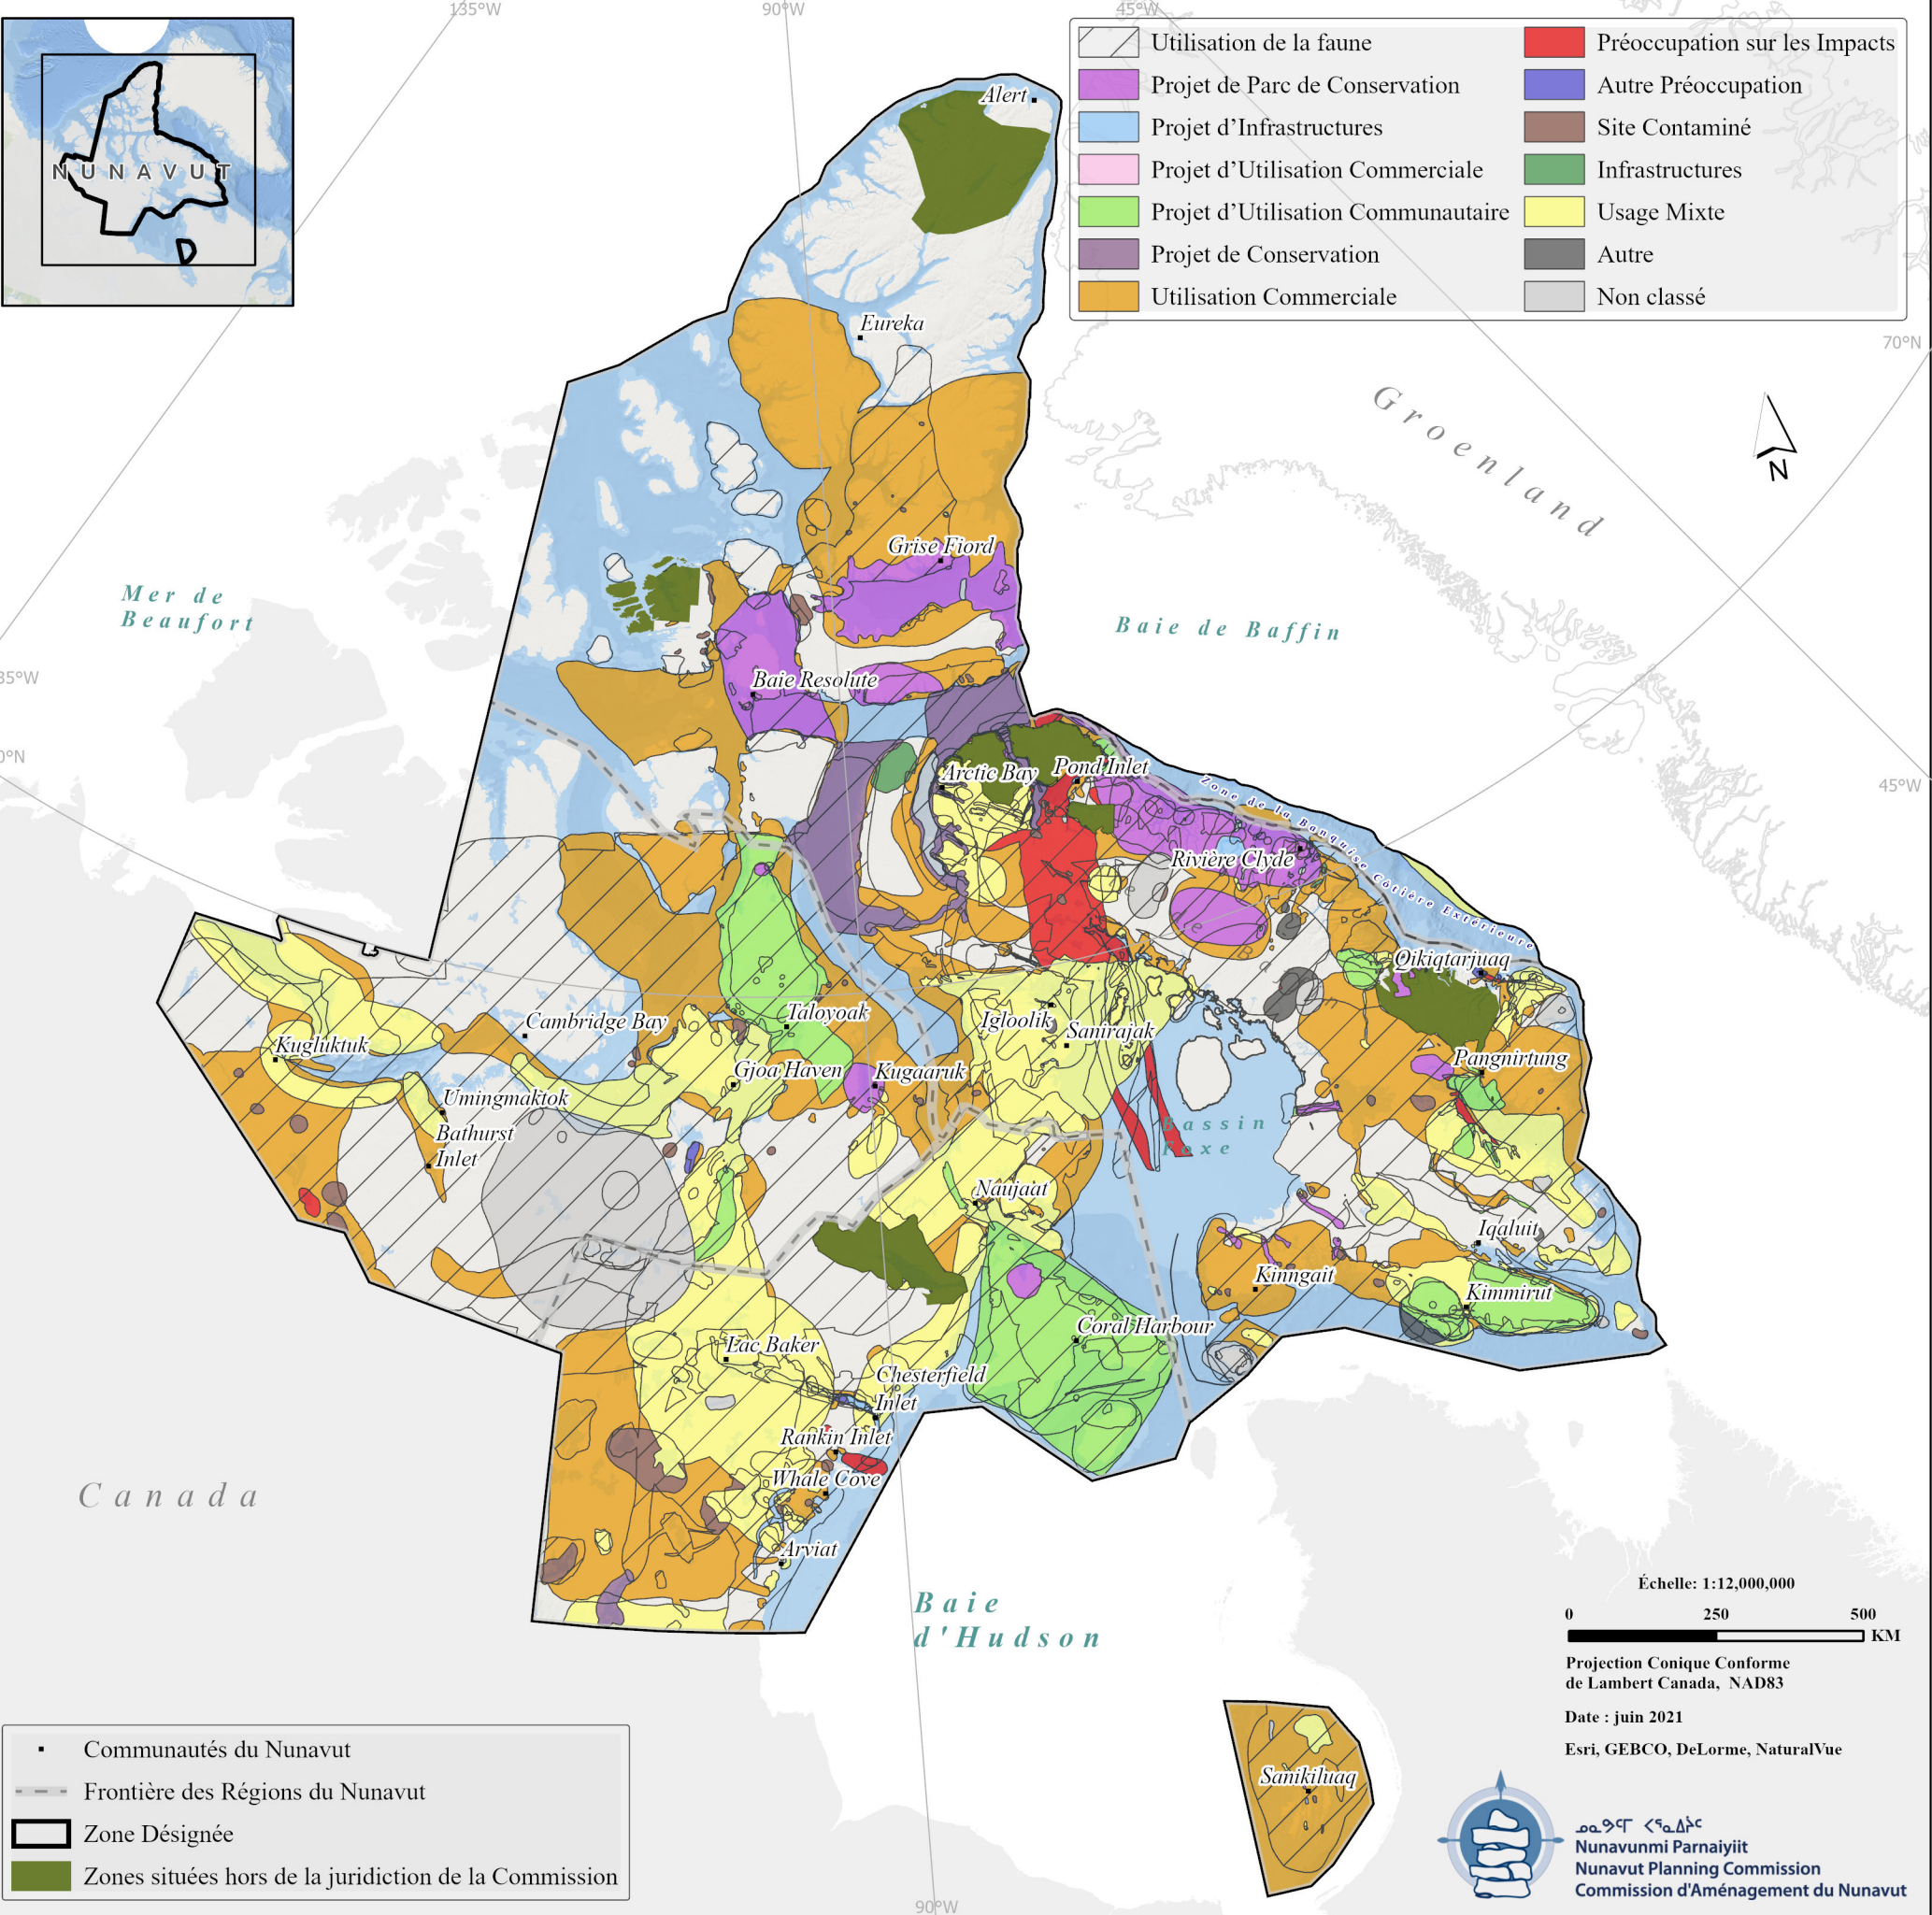 135°W
90°W
45°W
NUNAVUT
Utilisation de la faune
Projet de Parc de Conservation
Projet d'Infrastructures
Projet d'Utilisation Commerciale
Projet d'Utilisation Communautaire
Projet de Conservation
Utilisation Commerciale
Préoccupation sur les Impacts
Autre Préoccupation
Site Contaminé
Infrastructures
Usage Mixte
Autre
Non classé
70°N
Alert
Eureka
Groenland
N
Grise Fiord
Mer de
Beaufort
Baie de Baffin
35°W
Baie Resolute
0°N
Arctic Bay
Pond Inlet
Zone de la Banquise Côtière Extérieure
45°W
Rivière Clyde
Qikiqtarjuaq
Cambridge Bay
Taloyoak
Igloolik
Sanirajak
Kugluktuk
Gjoa Haven
Kugaaruk
Pangnirtung
Umingmaktok
Bassin
Foxe
Bathurst
Inlet
Naujaat
Iqaluit
Kinngait
Kimmirut
Coral Harbour
Lac Baker
Chesterfield
Inlet
Rankin Inlet
Whale Cove
Canada
Arviat
Baie
d'Hudson
Sanikiluaq
90°W
Échelle: 1:12,000,000
0 250 500
KM
Projection Conique Conforme
de Lambert Canada, NAD83
Date : juin 2021
Esri, GEBCO, DeLorme, NaturalVue
Communautés du Nunavut
Frontière des Régions du Nunavut
Zone Désignée
Zones situées hors de la juridiction de la Commission
ᓄᓇᕗᒻᒥ ᐸᕐᓇᐃᔩᑦ
Nunavunmi Parnaiyiit
Nunavut Planning Commission
Commission d'Aménagement du Nunavut